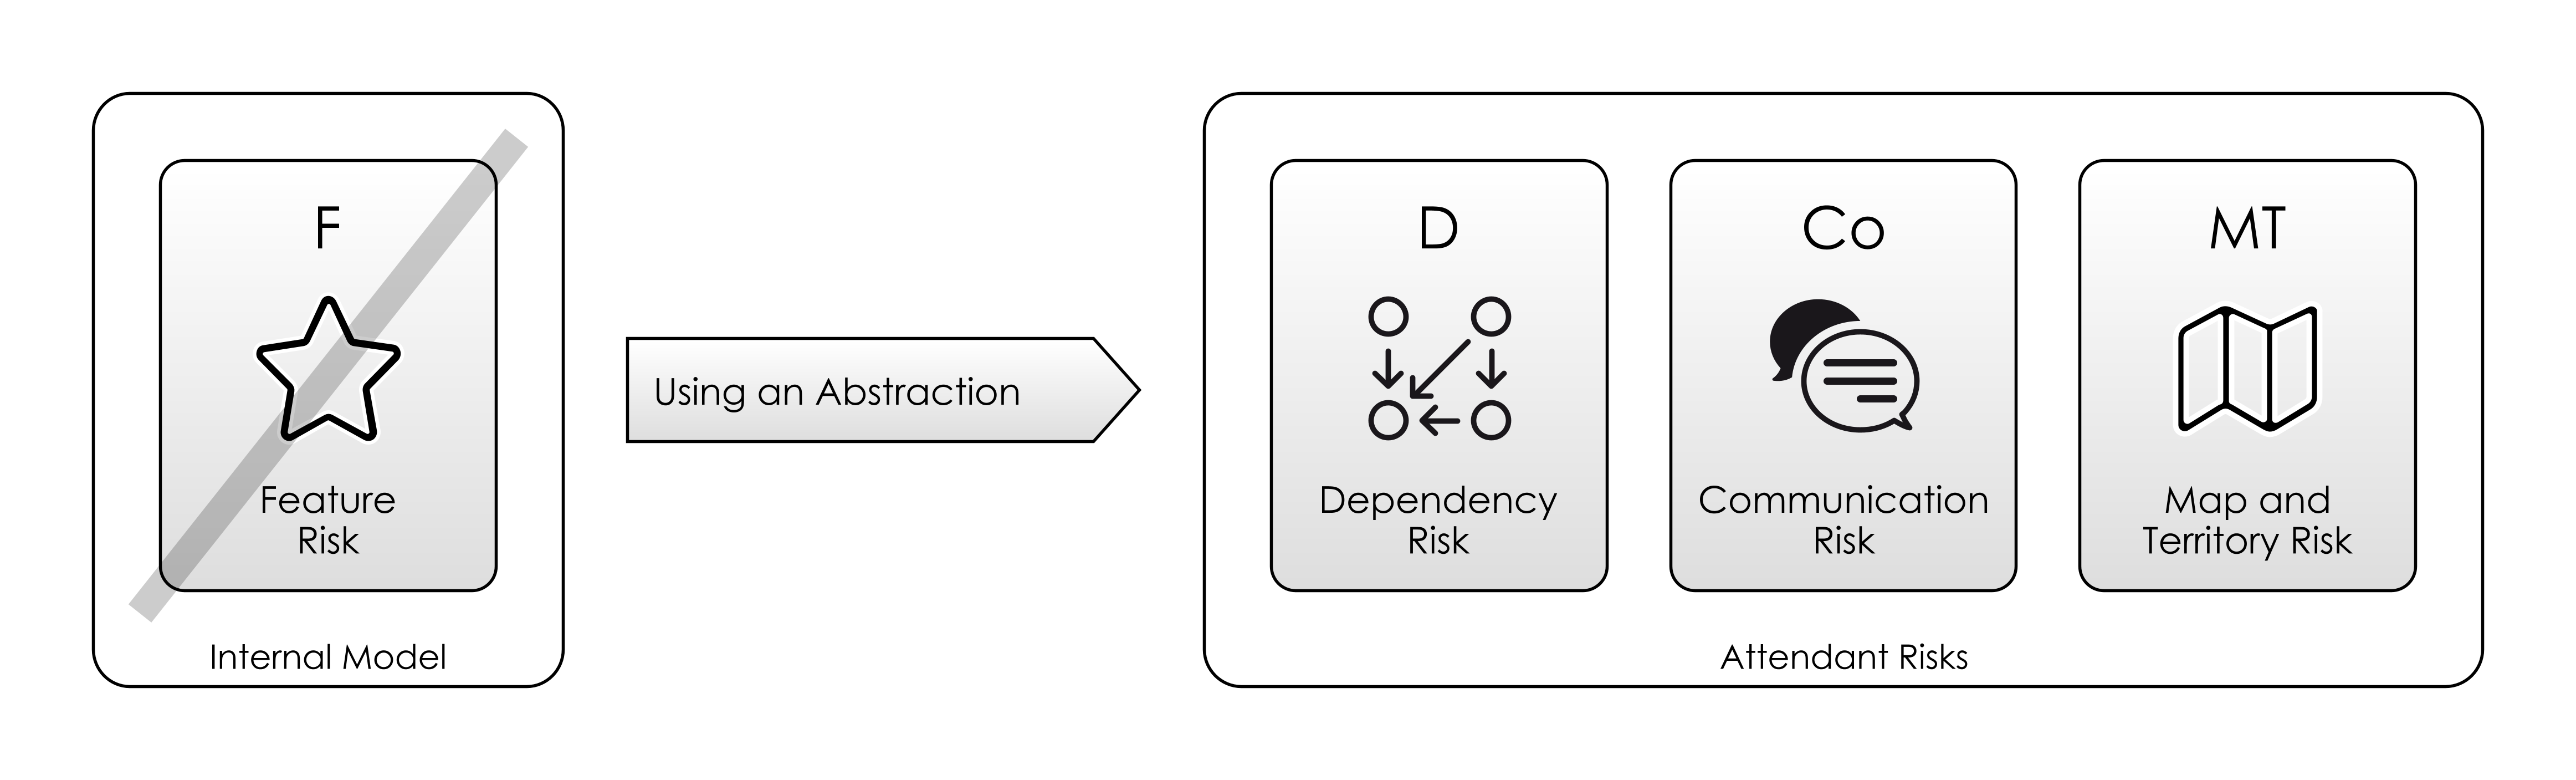 F
Feature
Risk
Internal Model
Using an Abstraction
D
Dependency
Risk
Co
Communication
Risk
MT
Map and
Territory Risk
Attendant Risks